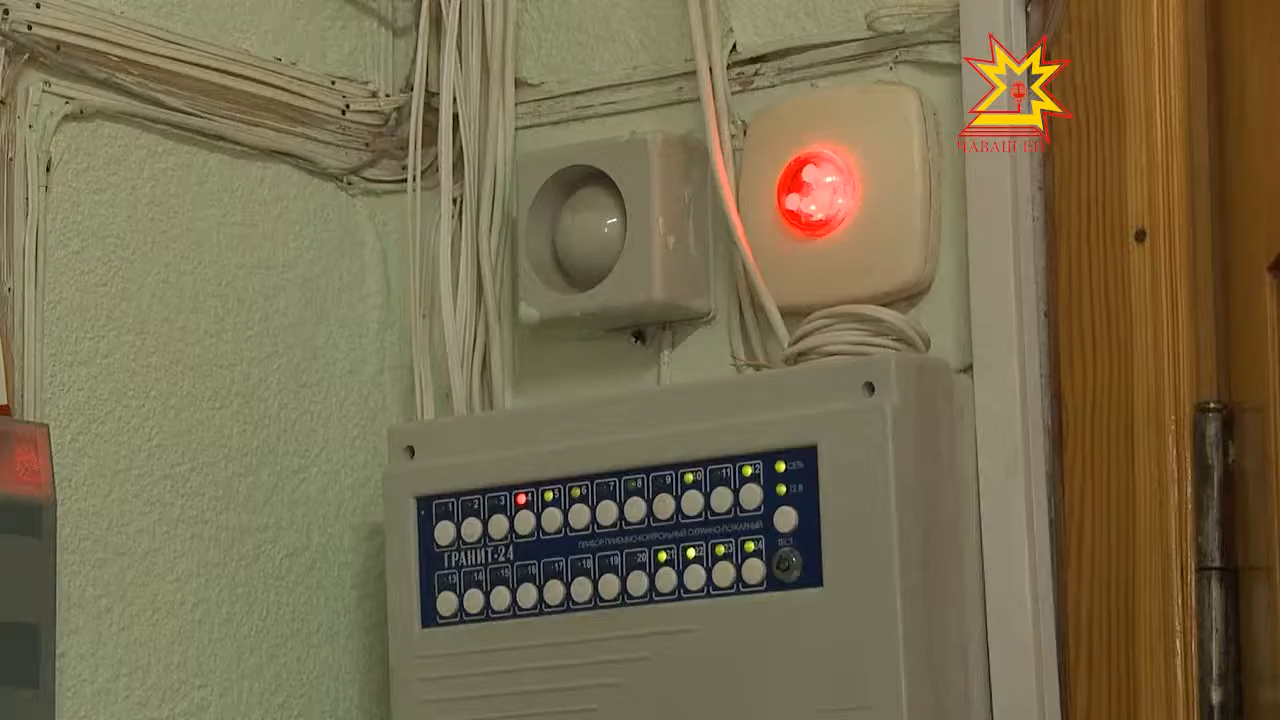 ЧӐВАШ ЕН
1 2 3 4 5 6 7 8 9 10 11 12
СЕТЬ
12 В
ПРИБОР ПРИЕМНО-КОНТРОЛЬНЫЙ ОХРАННО-ПОЖАРНЫЙ
ГРАНИТ-24
ТЕСТ
13 14 15 16 17 18 19 20 21 22 23 24